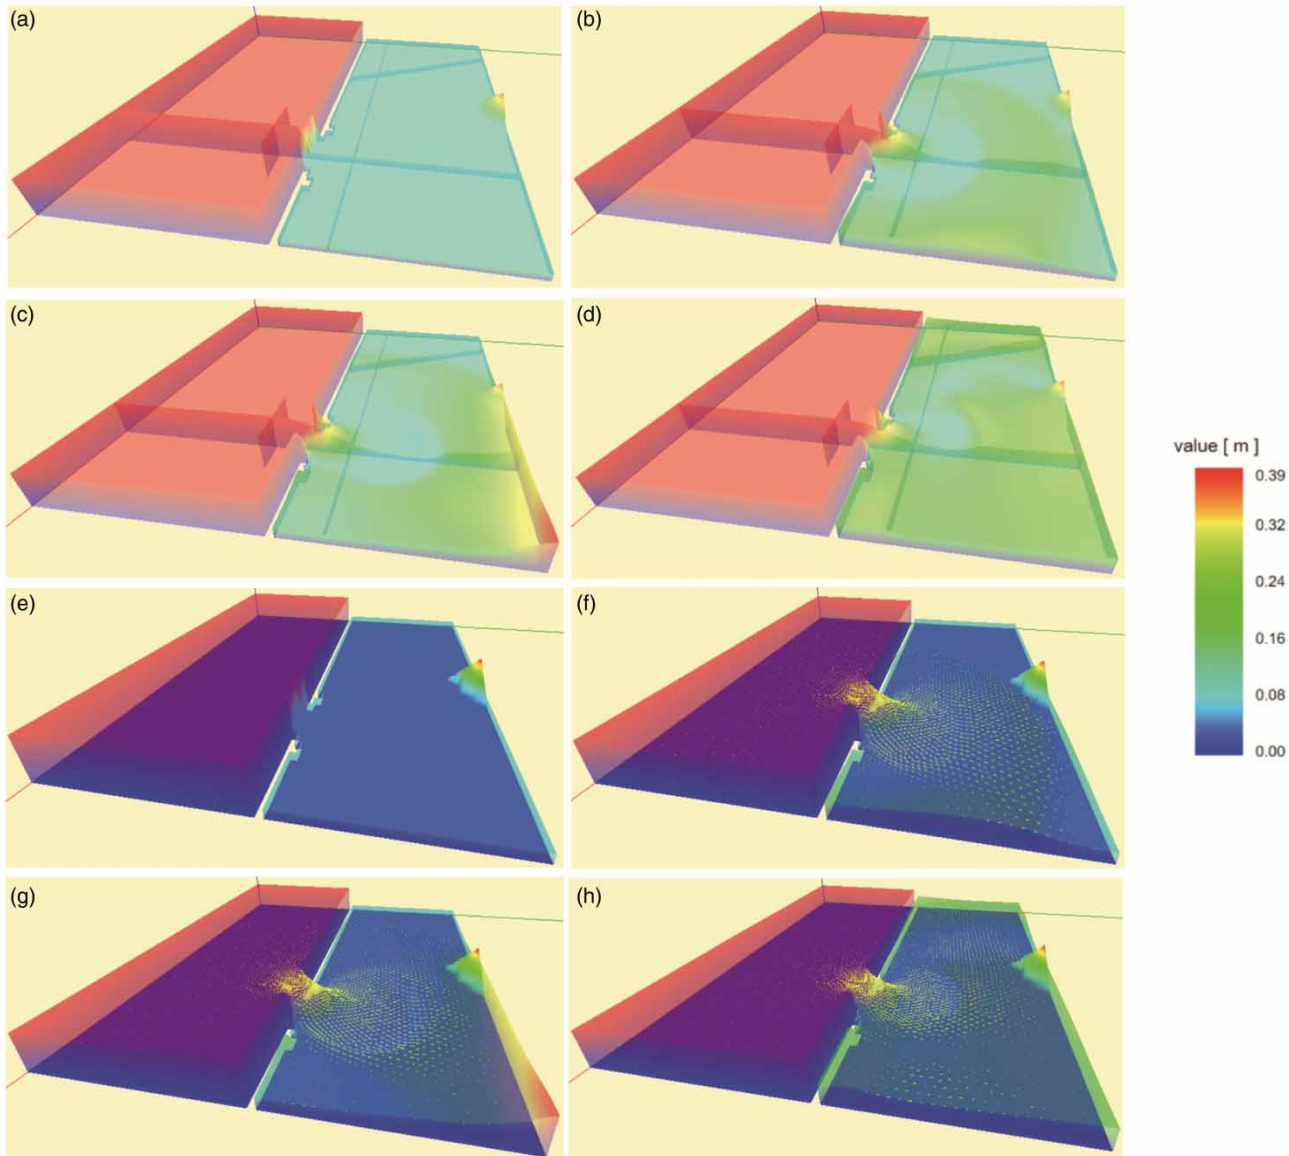 (a)
(b)
(c)
(d)
(e)
(f)
(g)
(h)
value [ m ]
0.39
0.32
0.24
0.16
0.08
0.00